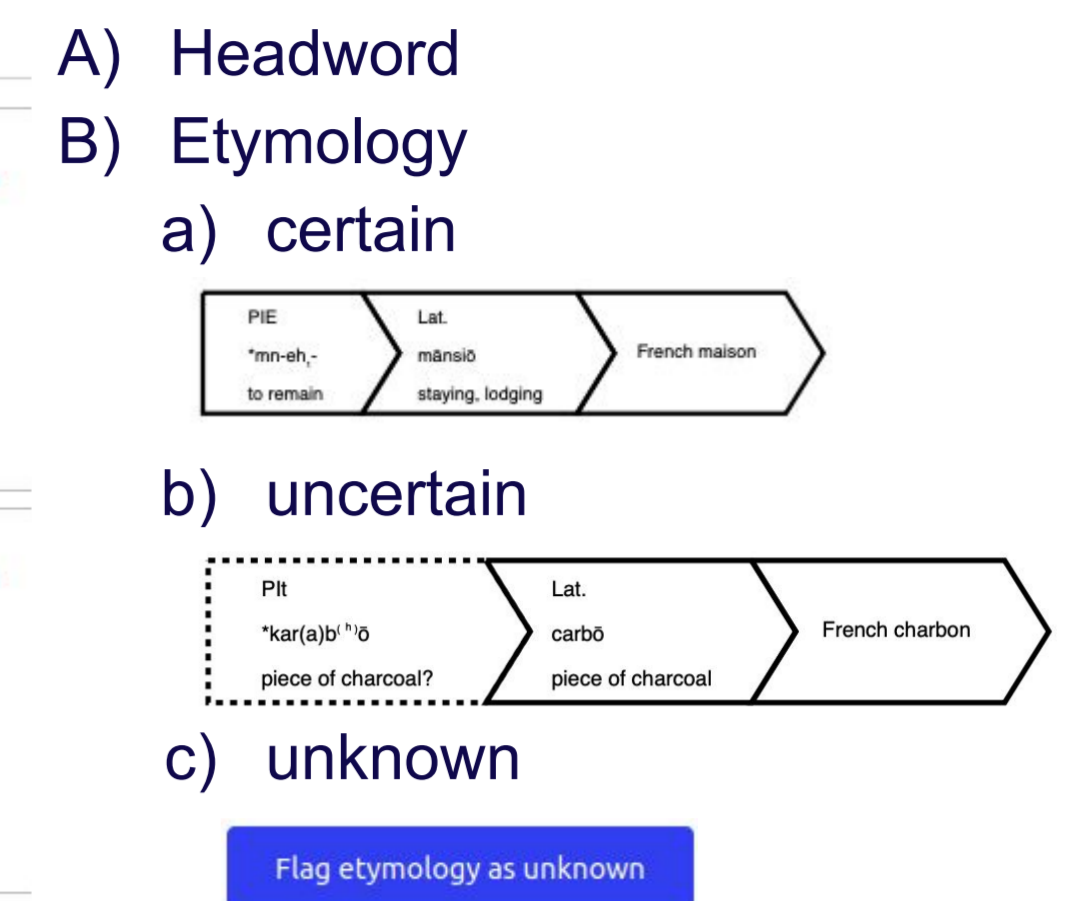 A) Headword
B) Etymology
a) certain
PIE
*mn-eh₁-
to remain
Lat.
mānsiō
staying, lodging
French maison
b) uncertain
PIt
*kar(a)b⁽ʰ⁾ō
piece of charcoal?
Lat.
carbō
piece of charcoal
French charbon
c) unknown
Flag etymology as unknown